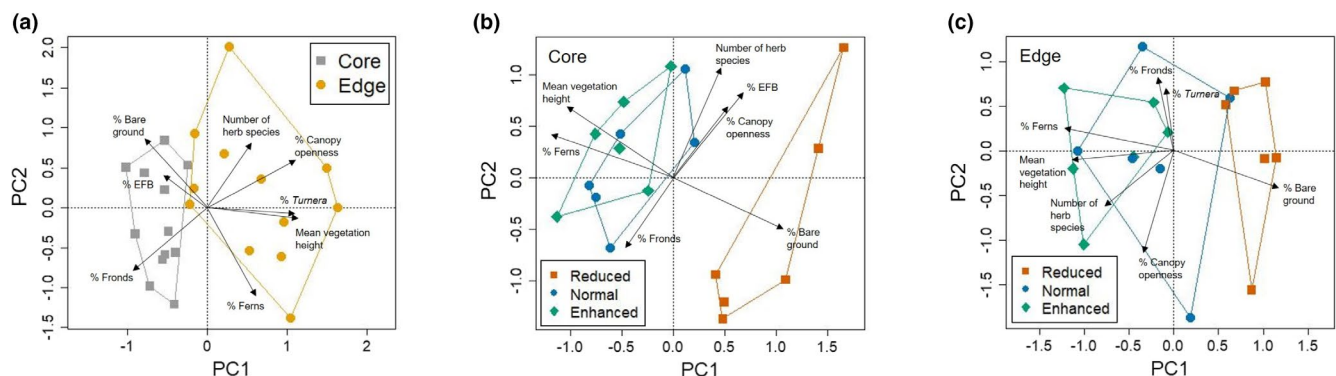 (a)
PC2
2.0
1.5
1.0
0.5
0.0
-0.5
-1.0
-1.5
Core
Edge
% Bare
ground
Number of
herb species
% Canopy
openness
% EFB
% Turnera
Mean vegetation
height
% Fronds
% Ferns
-1
0
1
2
PC1
(b)
PC2
1.0
0.5
0.0
-0.5
-1.0
Core
Number of herb
species
Mean vegetation
height
% EFB
% Canopy
openness
% Ferns
% Bare
ground
% Fronds
Reduced
Normal
Enhanced
-1.0
-0.5
0.0
0.5
1.0
1.5
PC1
(c)
PC2
1.0
0.5
0.0
-0.5
-1.0
-1.5
Edge
% Fronds
% Turnera
% Ferns
Mean vegetation
height
% Bare
ground
Number of
herb
species
% Canopy
openness
Reduced
Normal
Enhanced
-1.5
-1.0
-0.5
0.0
0.5
1.0
1.5
PC1